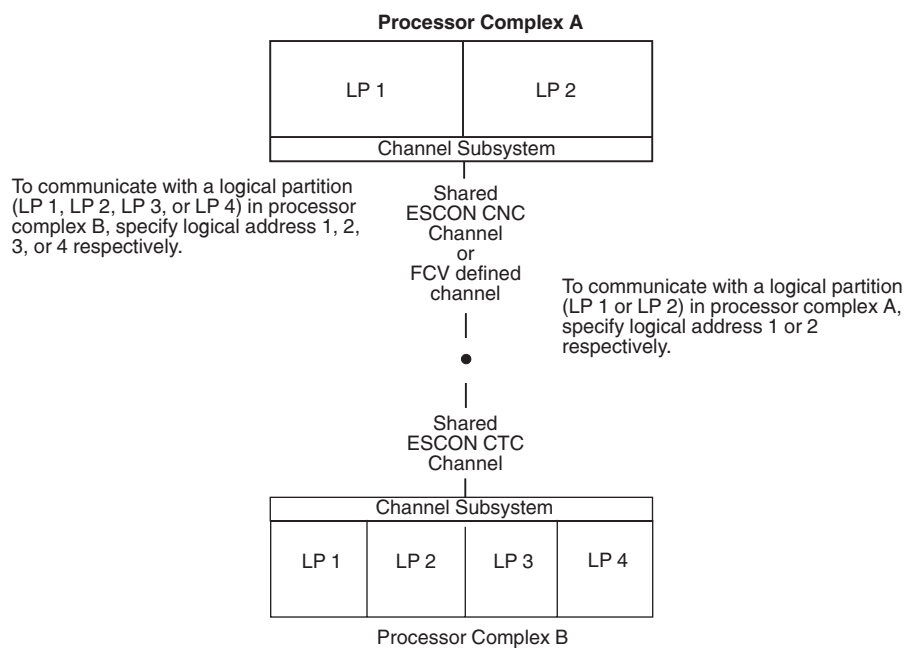 Processor Complex A
LP 1
LP 2
Channel Subsystem
To communicate with a logical partition
(LP 1, LP 2, LP 3, or LP 4) in processor
complex B, specify logical address 1, 2,
3, or 4 respectively.
Shared
ESCON CNC
Channel
or
FCV defined
channel
To communicate with a logical partition
(LP 1 or LP 2) in processor complex A,
specify logical address 1 or 2
respectively.
Shared
ESCON CTC
Channel
Channel Subsystem
LP 1
LP 2
LP 3
LP 4
Processor Complex B